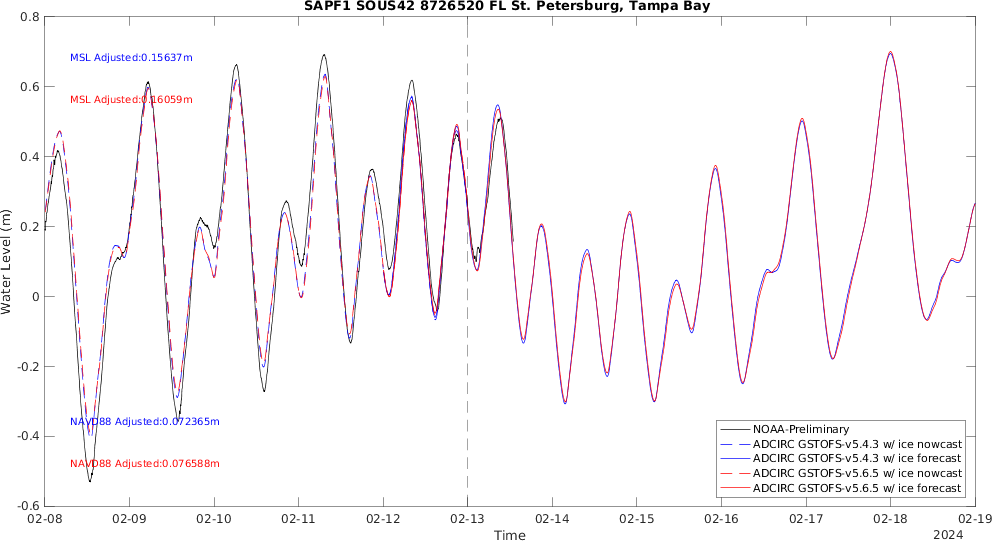 SAPF1 SOUS42 8726520 FL St. Petersburg, Tampa Bay
0.8
0.6
0.4
0.2
0
-0.2
-0.4
-0.6
Water Level (m)
MSL Adjusted:0.15637m
MSL Adjusted:0.16059m
NAVD88 Adjusted:0.072365m
NAVD88 Adjusted:0.076588m
NOAA-Preliminary
ADCIRC GSTOFS-v5.4.3 w/ ice nowcast
ADCIRC GSTOFS-v5.4.3 w/ ice forecast
ADCIRC GSTOFS-v5.6.5 w/ ice nowcast
ADCIRC GSTOFS-v5.6.5 w/ ice forecast
02-08 02-09 02-10 02-11 02-12 02-13 02-14 02-15 02-16 02-17 02-18 02-19
Time
2024